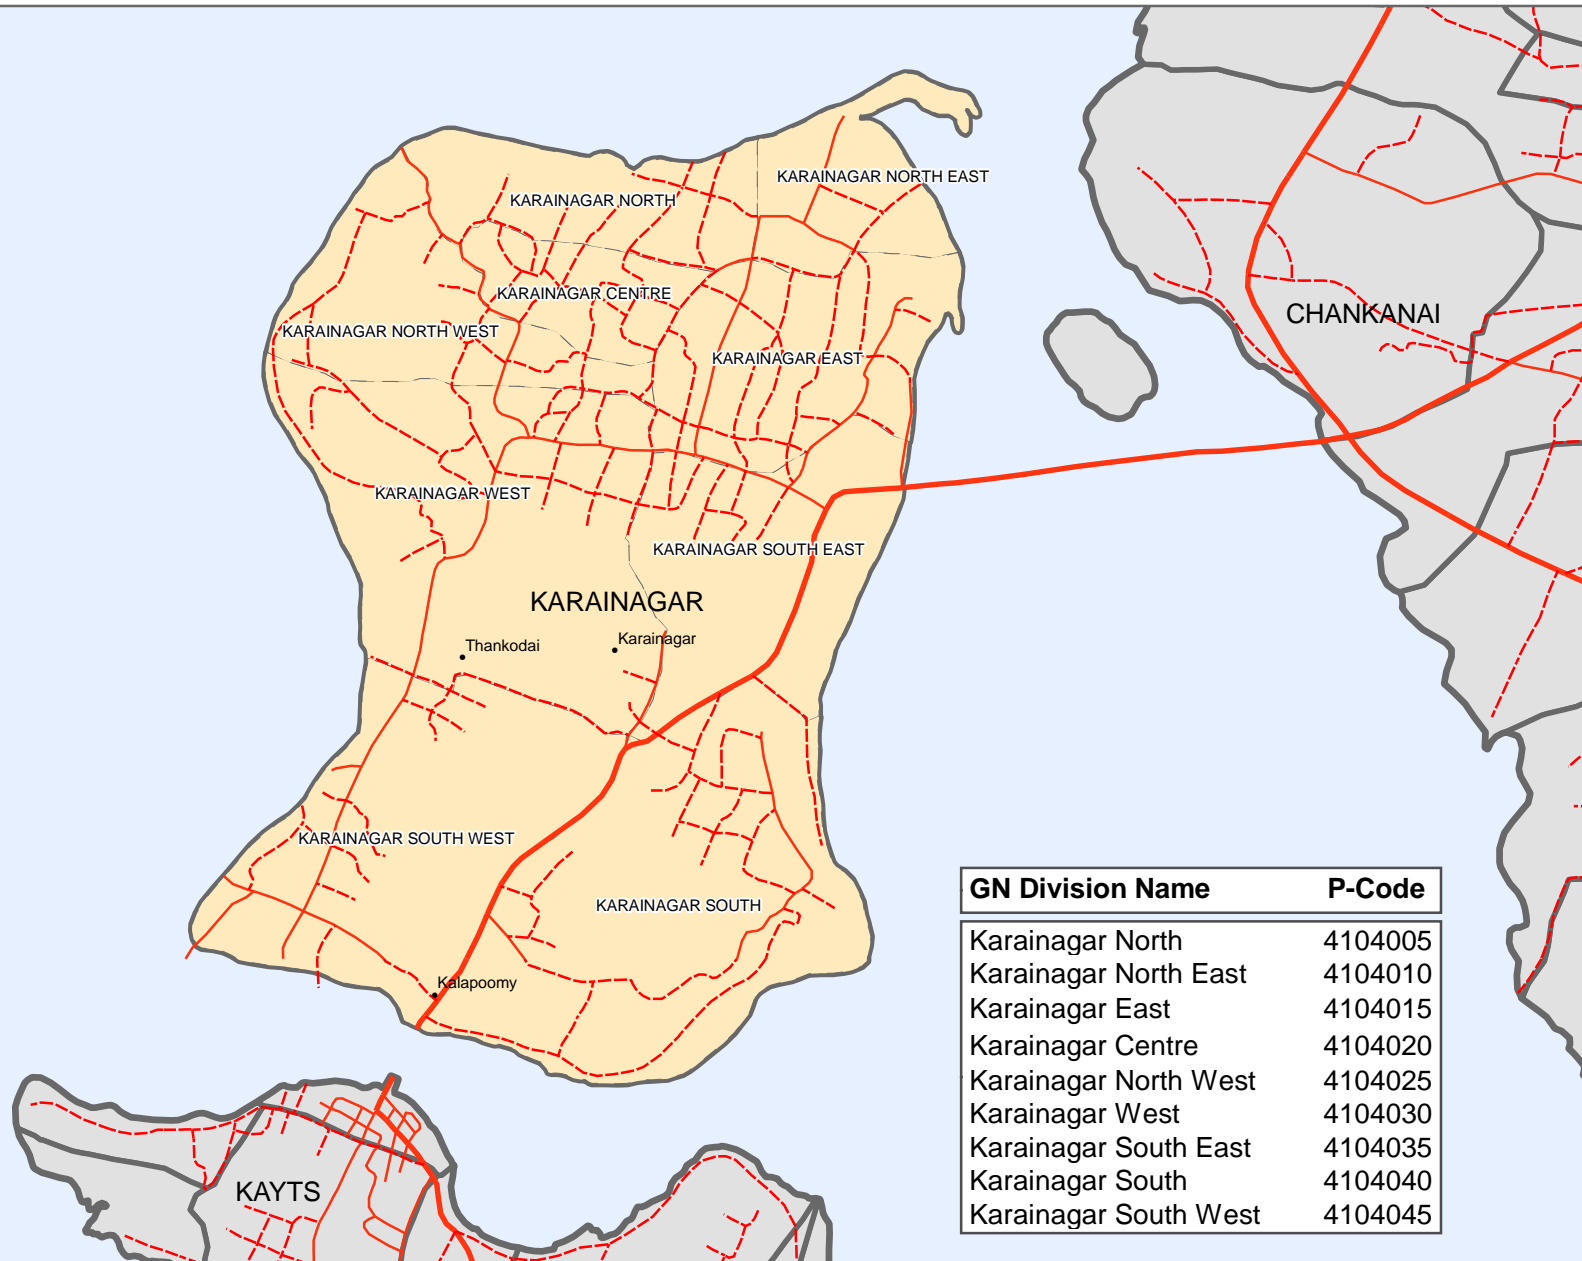 KARAINAGAR NORTH EAST
KARAINAGAR NORTH
KARAINAGAR CENTRE
CHANKANAI
KARAINAGAR NORTH WEST
KARAINAGAR EAST
KARAINAGAR WEST
KARAINAGAR SOUTH EAST
KARAINAGAR
Karainagar
Thankodai
KARAINAGAR SOUTH WEST
KARAINAGAR SOUTH
Kalapoomy
KAYTS
GN Division Name P-Code
Karainagar North 4104005
Karainagar North East 4104010
Karainagar East 4104015
Karainagar Centre 4104020
Karainagar North West 4104025
Karainagar West 4104030
Karainagar South East 4104035
Karainagar South 4104040
Karainagar South West 4104045